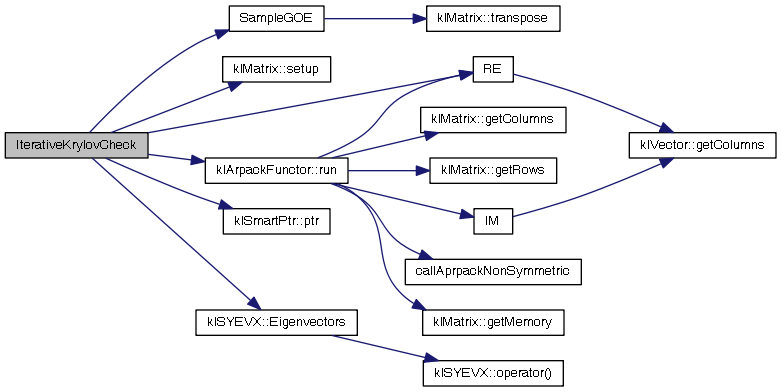 SampleGOE
klMatrix::transpose
klMatrix::setup
RE
klMatrix::getColumns
IterativeKrylovCheck
klVector::getColumns
klArpackFunctor::run
klMatrix::getRows
klSmartPtr::ptr
IM
callAprpackNonSymmetric
klSYEVX::Eigenvectors
klMatrix::getMemory
klSYEVX::operator()